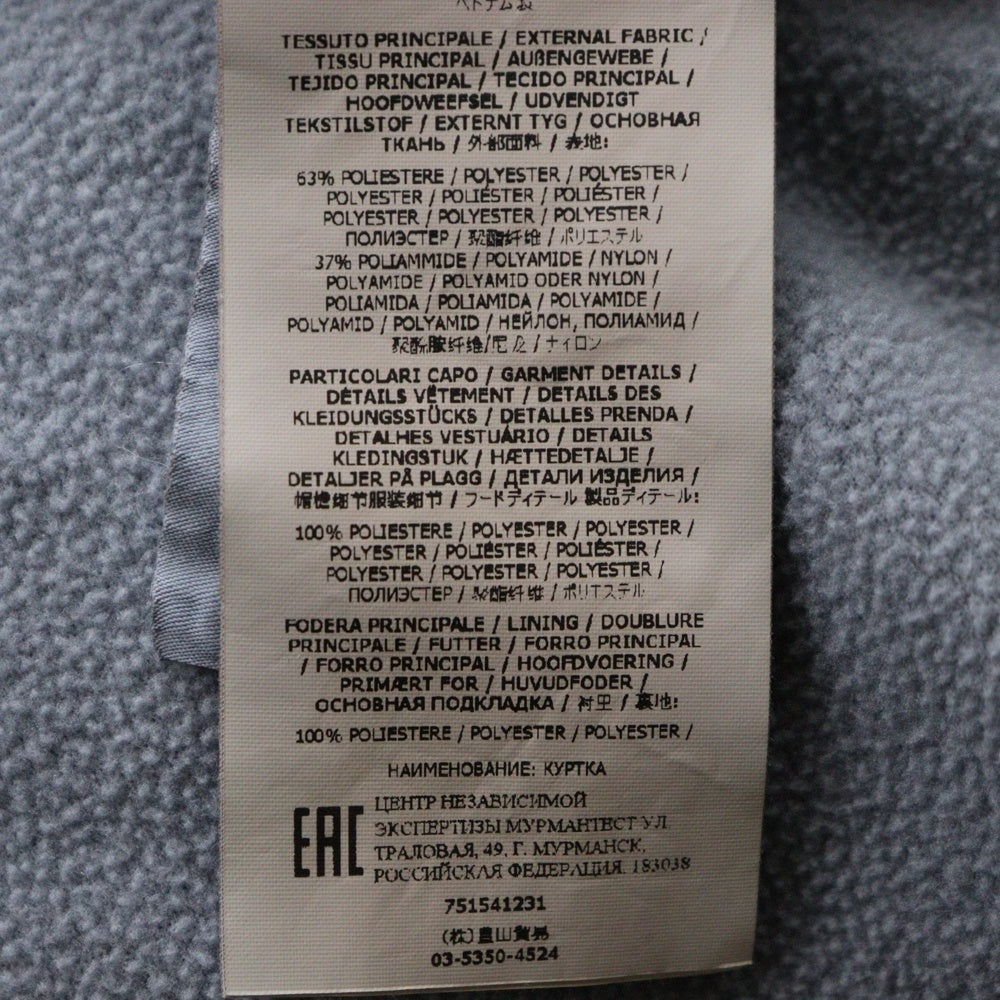 ベトナム製
TESSUTO PRINCIPALE / EXTERNAL FABRIC /
TISSU PRINCIPAL / AUßENGEWEBE /
TEJIDO PRINCIPAL / TECIDO PRINCIPAL /
HOOFDWEEFSEL / UDVENDIGT
TEKSTILSTOF / EXTERNT TYG / ОСНОВНАЯ
ТКАНЬ / 外部面料 / 表地:
63% POLIESTERE / POLYESTER / POLYESTER /
POLYESTER / POLIÉSTER / POLIÉSTER /
POLYESTER / POLYESTER / POLYESTER /
ПОЛИЭСТЕР / 聚酯纤维 / ポリエステル
37% POLIAMMIDE / POLYAMIDE / NYLON /
POLYAMIDE / POLYAMID ODER NYLON /
POLIAMIDA / POLIAMIDA / POLYAMIDE /
POLYAMID / POLYAMID / НЕЙЛОН, ПОЛИАМИД /
聚酰胺纤维/尼龙 / ナイロン
PARTICOLARI CAPO / GARMENT DETAILS /
DÉTAILS VÊTEMENT / DETAILS DES
KLEIDUNGSSTÜCKS / DETALLES PRENDA /
DETALHES VESTUÁRIO / DETAILS
KLEDINGSTUK / HÆTTEDETALJE /
DETALJER PÅ PLAGG / ДЕТАЛИ ИЗДЕЛИЯ /
帽檐细节服装细节 / フードディテール 製品ディテール:
100% POLIESTERE / POLYESTER / POLYESTER /
POLYESTER / POLIÉSTER / POLIÉSTER /
POLYESTER / POLYESTER / POLYESTER /
ПОЛИЭСТЕР / 聚酯纤维 / ポリエステル
FODERA PRINCIPALE / LINING / DOUBLURE
PRINCIPALE / FUTTER / FORRO PRINCIPAL
/ FORRO PRINCIPAL / HOOFDVOERING /
PRIMÆRT FOR / HUVUDFODER /
ОСНОВНАЯ ПОДКЛАДКА / 衬里 / 裏地:
100% POLIESTERE / POLYESTER / POLYESTER /
НАИМЕНОВАНИЕ: КУРТКА
EAC
ЦЕНТР НЕЗАВИСИМОЙ
ЭКСПЕРТИЗЫ МУРМАНТЕСТ УЛ.
ТРАЛОВАЯ, 49, Г. МУРМАНСК,
РОССИЙСКАЯ ФЕДЕРАЦИЯ. 183038
751541231
(株)豊山貿易
03-5350-4524